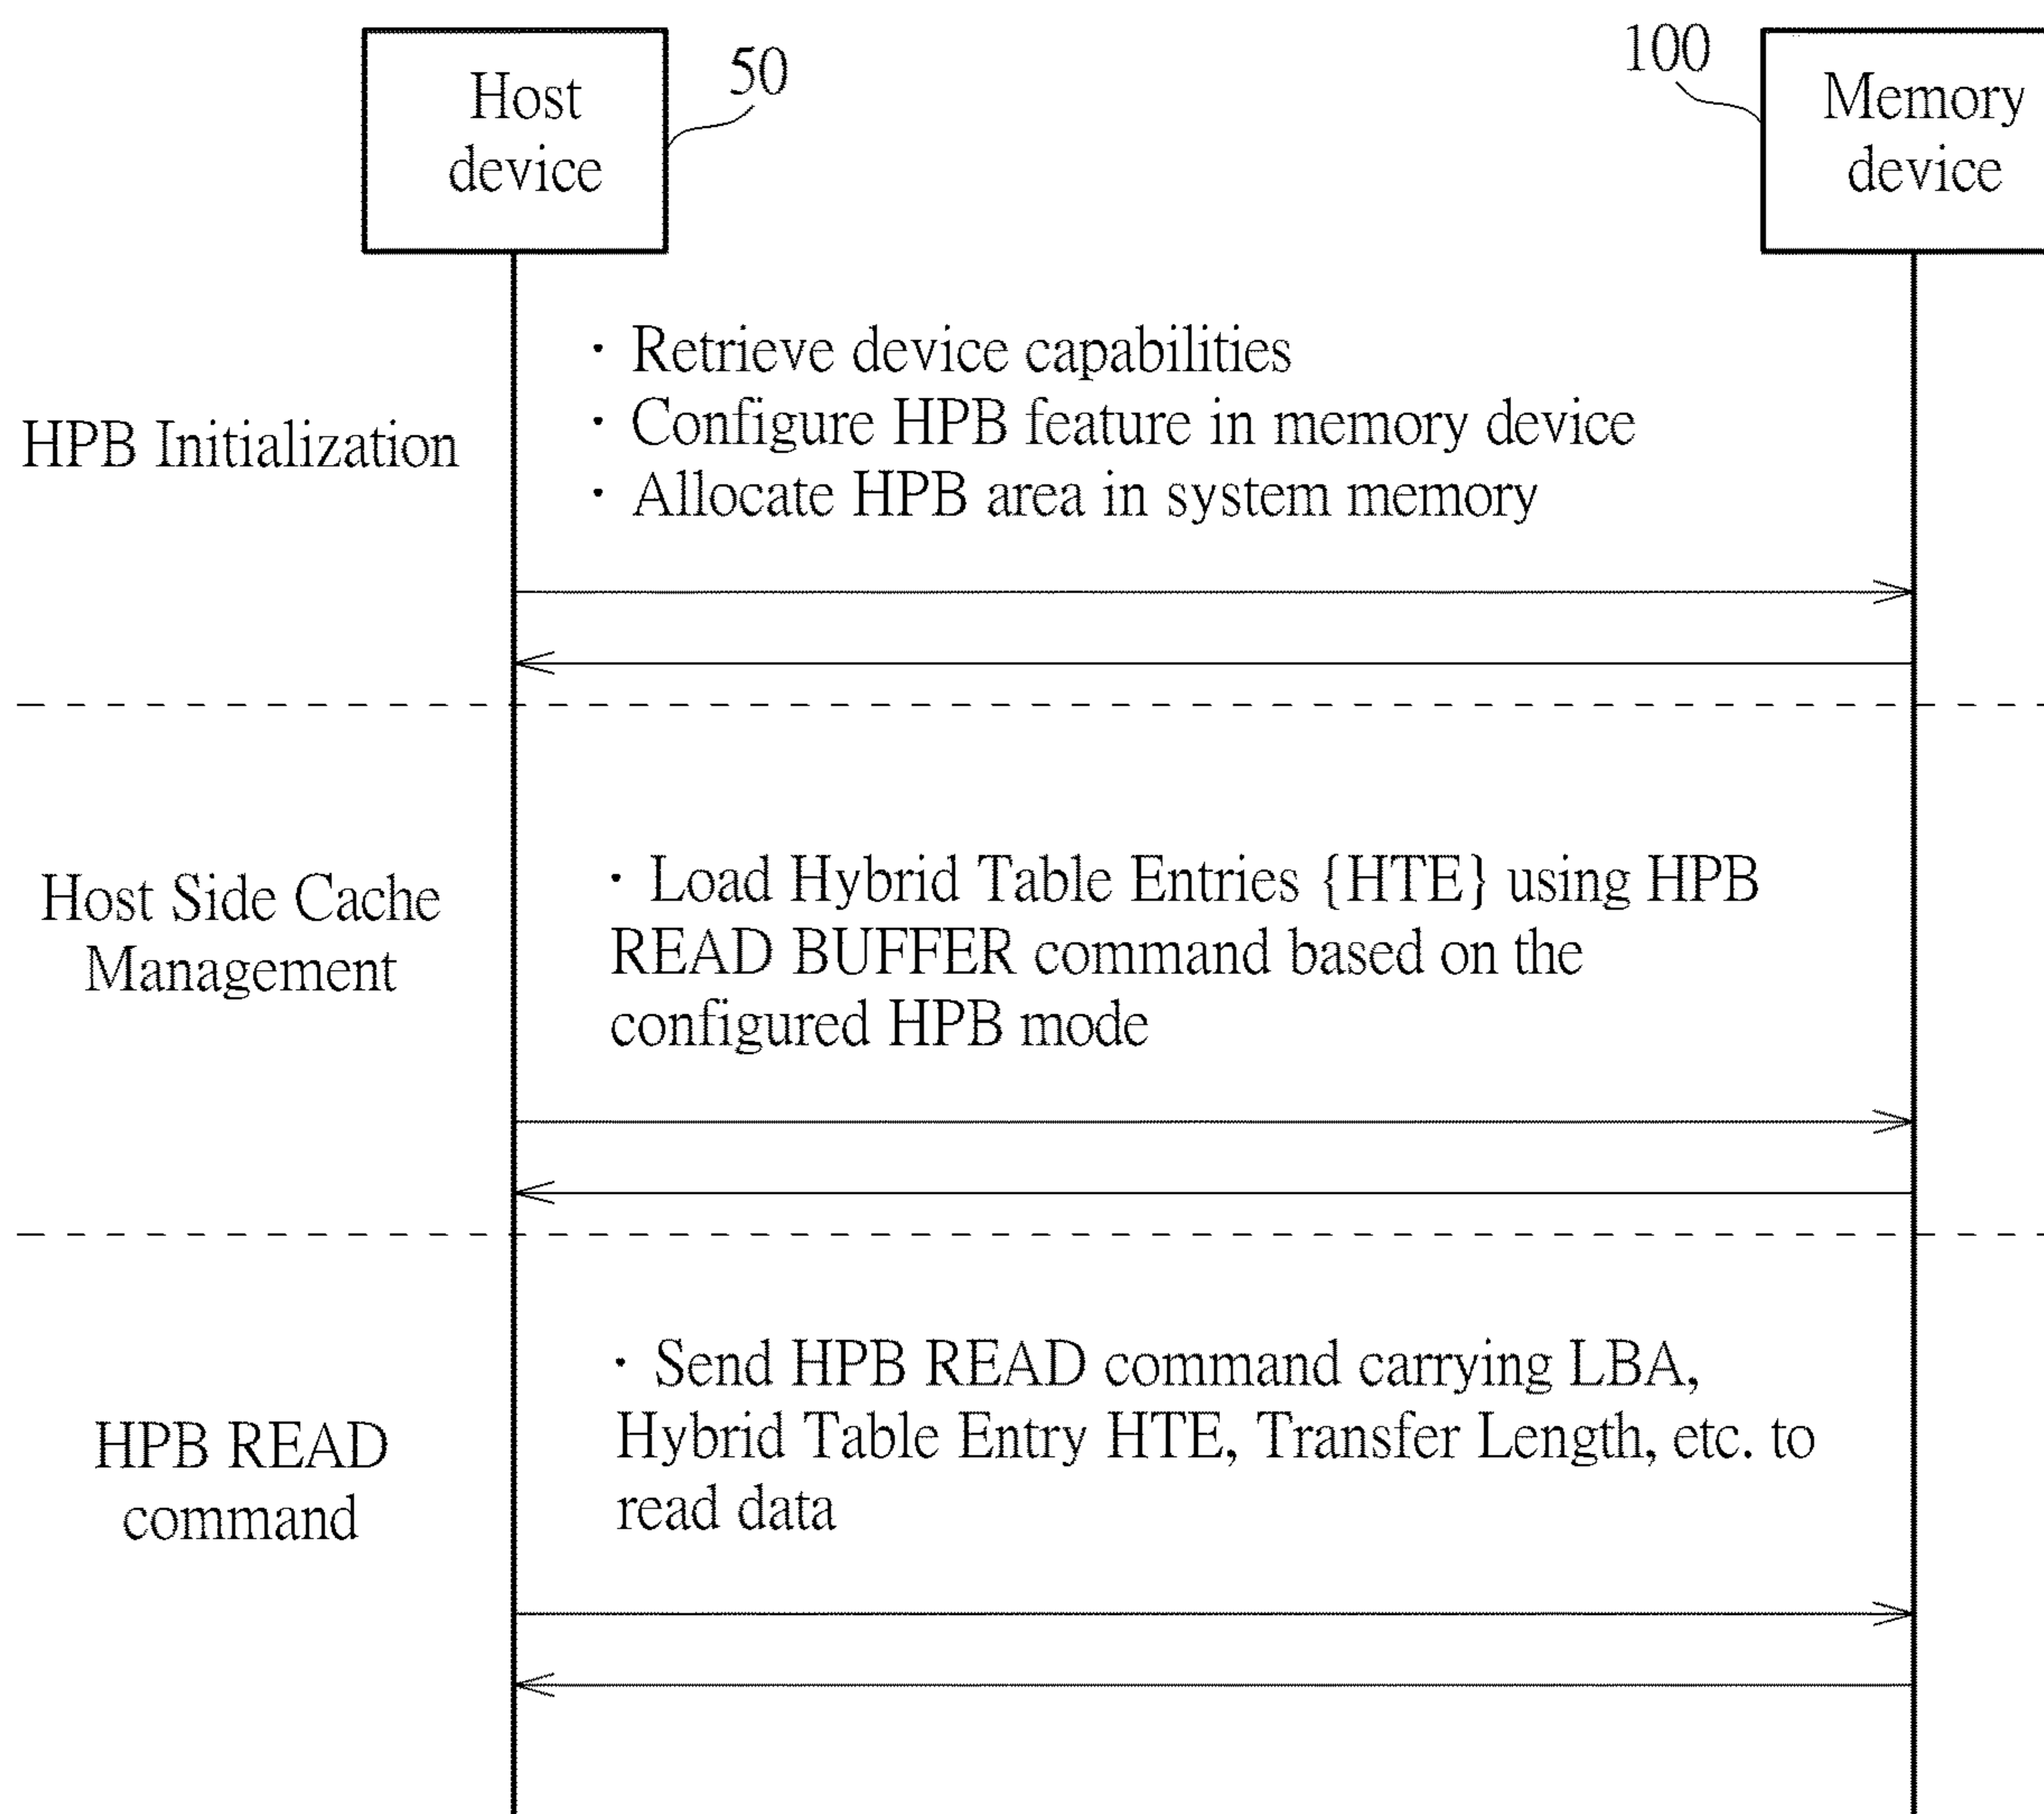 Host
device
50
100
Memory
device
HPB Initialization
· Retrieve device capabilities
· Configure HPB feature in memory device
· Allocate HPB area in system memory
Host Side Cache
Management
· Load Hybrid Table Entries {HTE} using HPB
READ BUFFER command based on the
configured HPB mode
HPB READ
command
· Send HPB READ command carrying LBA,
Hybrid Table Entry HTE, Transfer Length, etc. to
read data